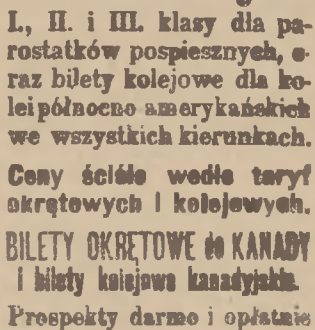 I., II. i III. klasy dla pa-
rostatków pospiesznych, o-
raz bilety kolejowe dla ko-
lei północno amerykańskich
we wszystkich kierunkach.
Ceny ściśle wedle taryf
okrętowych i kolejowych.
BILETY OKRĘTOWE do KANADY
i bilety kolejowe kanadyjskie.
Prospekty darmo i opłatnie